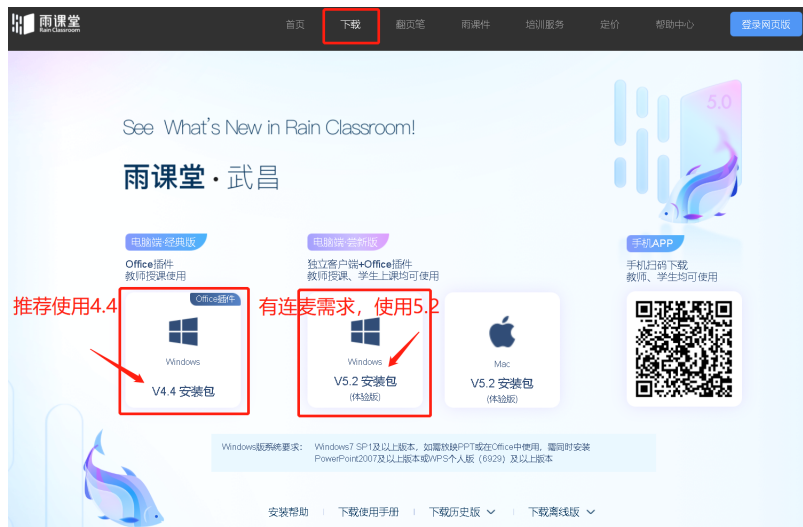 雨课堂
Rain Classroom
首页 下载 翻页笔 雨课件 培训服务 定价 帮助中心 登录网页版
5.0
See What's New in Rain Classroom!
雨课堂·武昌
电脑端·经典版
Office插件
教师授课使用
电脑端·芸新版
独立客户端+Office插件
教师授课、学生上课均可使用
手机APP
手机扫码下载
教师、学生均可使用
推荐使用4.4
有连麦需求，使用5.2
Office插件
Windows
V4.4 安装包
Windows
V5.2 安装包
(体验版)
Mac
V5.2 安装包
(体验版)
Windows版系统要求： Windows7 SP1及以上版本，如需放映PPT或在Office中使用，需同时安装
PowerPoint2007及以上版本或WPS个人版（6929）及以上版本
安装帮助 下载使用手册 下载历史版 下载离线版